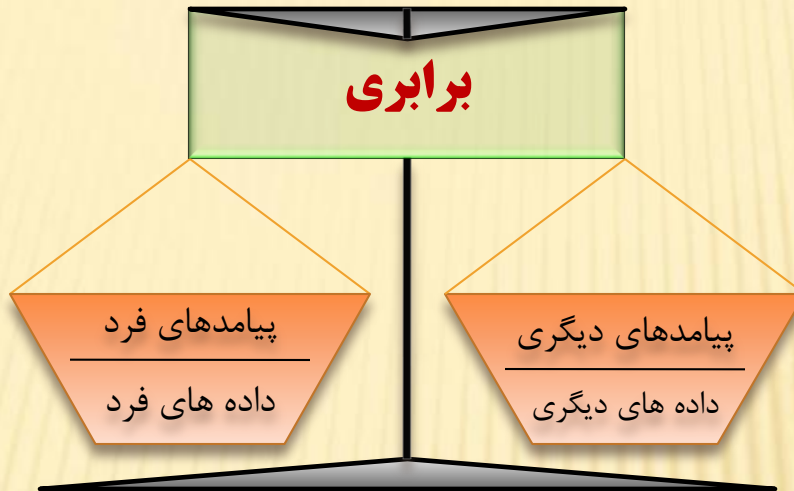 برابری
پیامدهای دیگری
داده های دیگری
پیامدهای فرد
داده های فرد